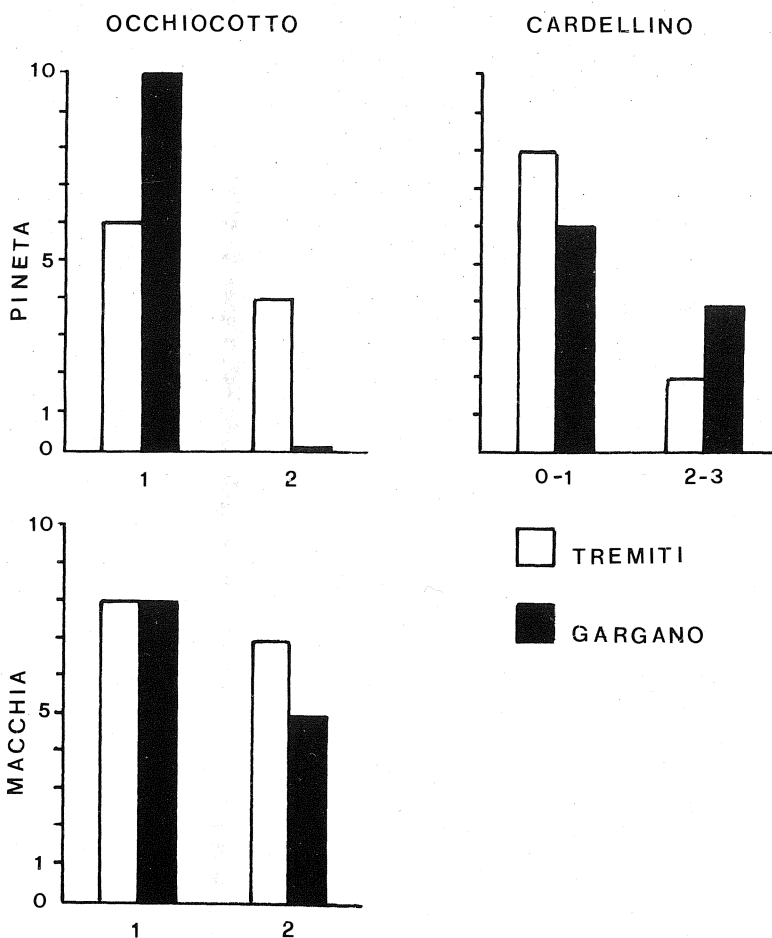 OCCHIOCOTTO
CARDELLINO
PINETA
10
5
1
0
1 2
0-1 2-3
TREMITI
GARGANO
MACCHIA
10
5
1
0
1 2